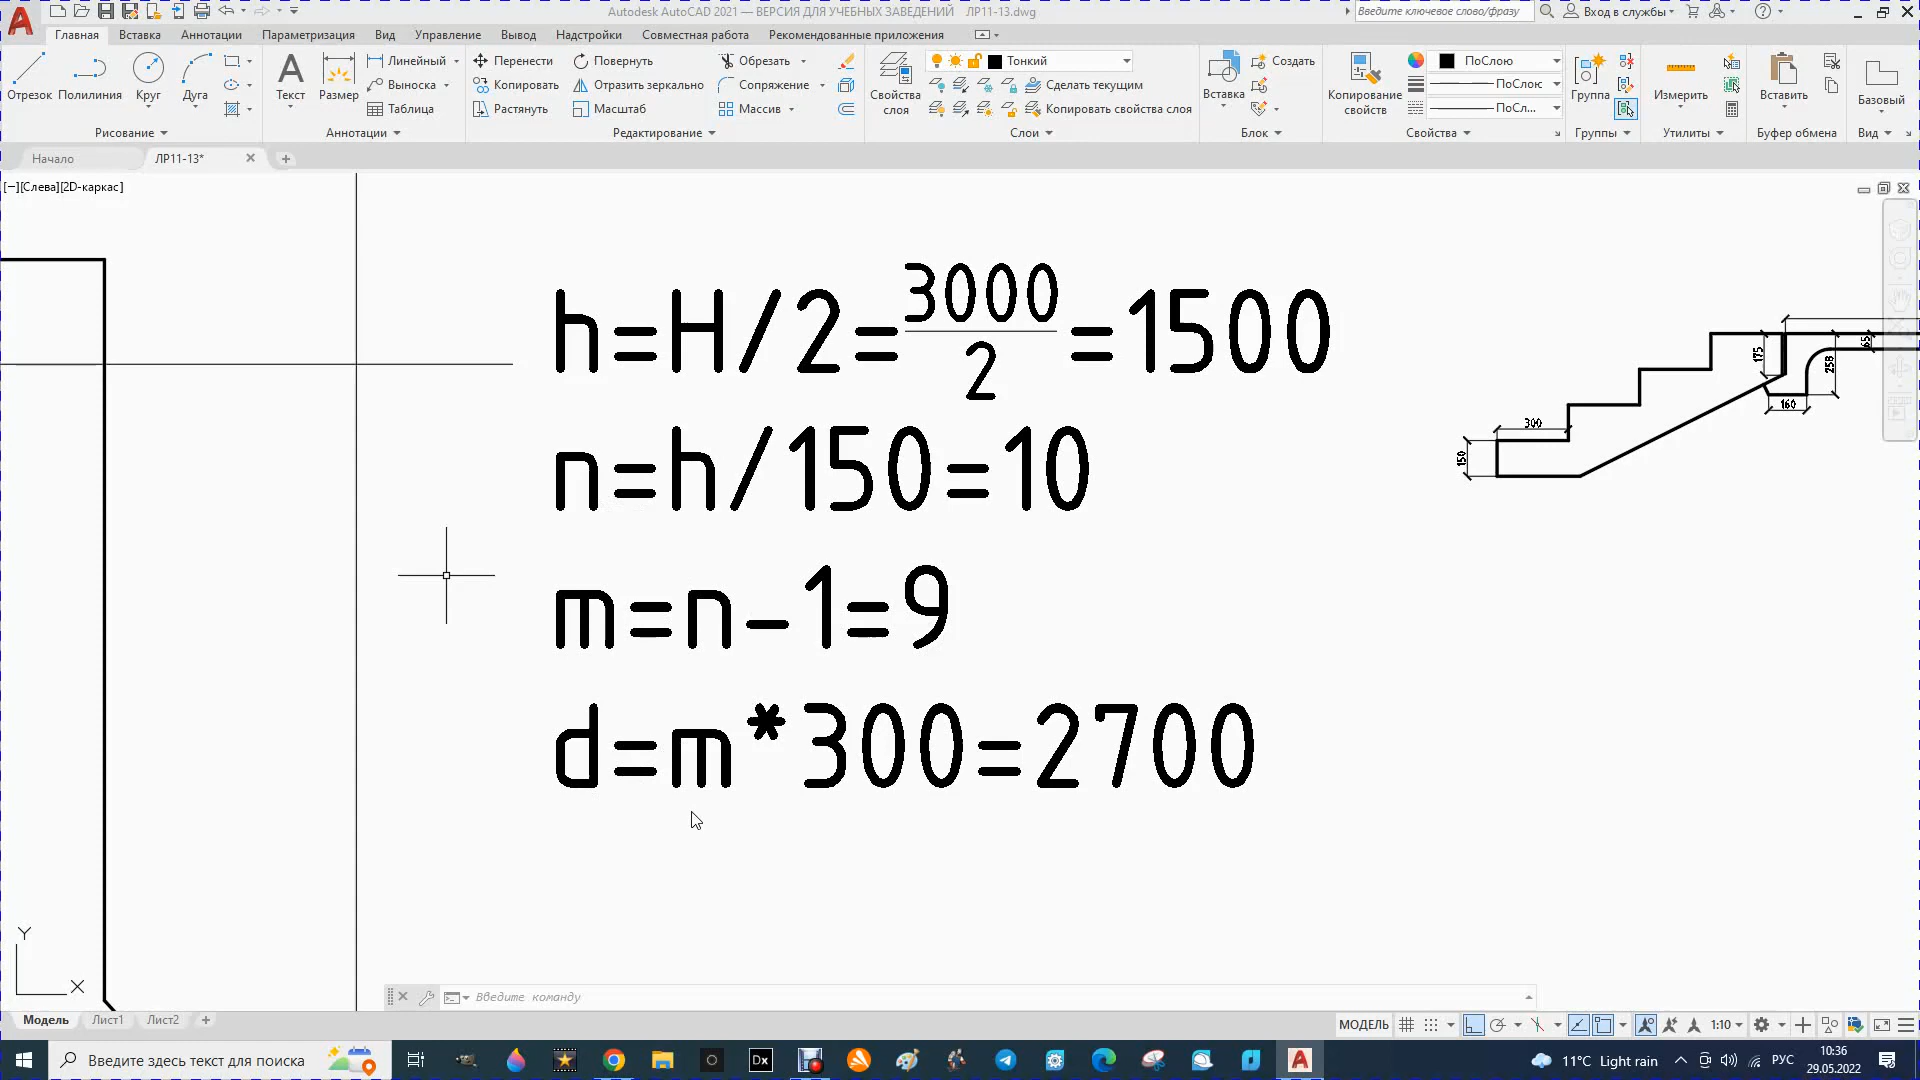 Autodesk AutoCAD 2021 — ВЕРСИЯ ДЛЯ УЧЕБНЫХ ЗАВЕДЕНИЙ ЛР11-13.dwg
Введите ключевое слово/фразу
Вход в службы
Главная Вставка Аннотации Параметризация Вид Управление Вывод Надстройки Совместная работа Рекомендованные приложения
Отрезок Полилиния Круг Дуга
Рисование
Текст Размер
Линейный
Выноска
Таблица
Аннотации
Перенести Повернуть Обрезать
Копировать Отразить зеркально Сопряжение
Растянуть Масштаб Массив
Редактирование
Свойства слоя
Тонкий
Сделать текущим
Копировать свойства слоя
Слои
Вставка
Создать
Блок
Копирование свойств
ПоСлою
ПоСлою
ПоСл...
Свойства
Группа
Группы
Измерить
Утилиты
Вставить
Буфер обмена
Базовый
Вид
Начало ЛР11-13*
[−][Слева][2D-каркас]
h=H/2=3000/2=1500
n=h/150=10
m=n-1=9
d=m*300=2700
300
150
175
160
258
65
Y
X
Введите команду
Модель Лист1 Лист2
МОДЕЛЬ 1:10
Введите здесь текст для поиска
Dx
11°C Light rain
РУС
10:36
29.05.2022